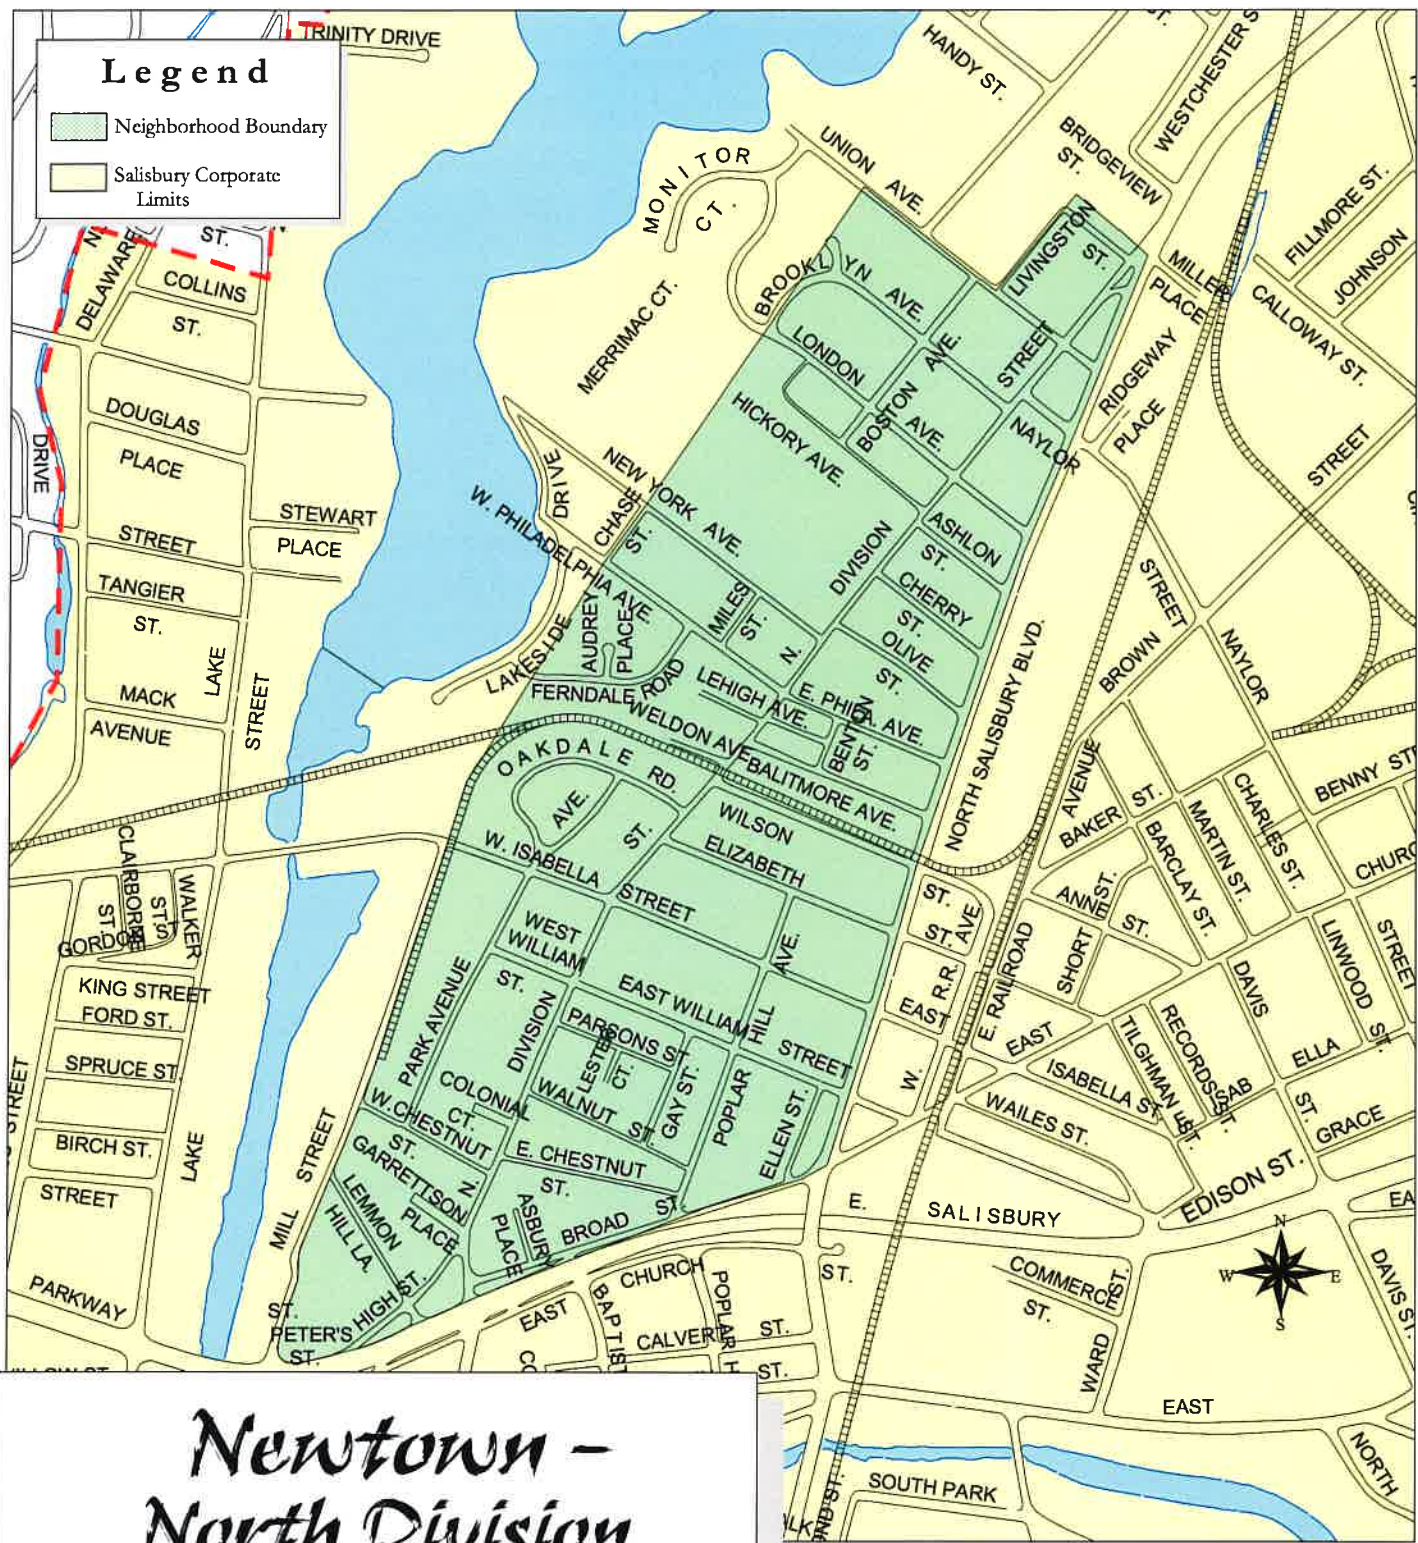 TRINITY DRIVE
Legend
Neighborhood Boundary
Salisbury Corporate
Limits
HANDY ST.
ST.
WESTCHESTER S
UNION AVE.
BRIDGEVIEW
ST.
MONITOR
CT.
FILLMORE ST.
JOHNSON
ST.
DELAWARE
COLLINS
ST.
LIVINGSTON
ST.
MILLER
PLACE
CALLOWAY ST.
BROOKLYN AVE.
MERRIMAC CT.
LONDON
AVE.
BOSTON
AVE.
STREET
RIDGEWAY
PLACE
HICKORY AVE.
NAYLOR
STREET
DOUGLAS
PLACE
DRIVE
DRIVE
NEW YORK AVE.
CHASE
ST.
W. PHILADELPHIA AVE.
STEWART
PLACE
STREET
TANGIER
ST.
ASHLON
ST.
DIVISION
CHERRY
ST.
OLIVE
ST.
MILES
ST.
N.
STREET
BROWN
NAYLOR
AUDREY
PLACE
LAKESIDE
FERNDALE ROAD
LEHIGH AVE.
E. PHILA. AVE.
BENTON
ST.
NORTH SALISBURY BLVD.
LAKE
STREET
MACK
AVENUE
WELDON AVE.
BALITMORE AVE.
OAKDALE RD.
AVE.
ST.
WILSON
ELIZABETH
W. ISABELLA STREET
AVENUE
BAKER ST.
MARTIN ST.
CHARLES ST.
BENNY STR
BARCLAY ST.
CHURC
CLAIRBORNE
ST.
ST.
WALKER
ST.
GORDON ST
ST.
ST.
AVE.
R.R.
ANNE
ST.
ST.
SHORT
E. RAILROAD
LINWOOD
ST.
STREET
DAVIS
WEST
WILLIAM
ST.
EAST WILLIAM
STREET
AVE.
HILL
POPLAR
KING STREET
FORD ST.
SPRUCE ST.
BIRCH ST.
STREET
STREET
PARK AVENUE
DIVISION
PARSONS ST.
LESTER
CT.
EAST
EAST
W.
TILGHMAN
ST.
RECORDS
ST.
ISABELLA ST.
ELLA
ST.
GRACE
WAILES ST.
COLONIAL
CT.
WALNUT ST.
GAY ST.
ELLEN ST.
W. CHESTNUT
ST.
E. CHESTNUT
ST.
GARRETTSON
PLACE
N.
LEMMON
HILL LA.
ASBURY
PLACE
BROAD ST.
LAKE
MILL STREET
EDISON ST.
EA
E.
SALISBURY
N
W
E
S
ST.
COMMERCE
ST.
ST.
DAVIS ST.
PARKWAY
HIGH ST.
ST.
PETER'S
ST.
CHURCH
POPLAR
EAST
BAPTIST
CALVERT
ST.
ST.
WARD
EAST
NORTH
SOUTH PARK
Newtown -
North Division